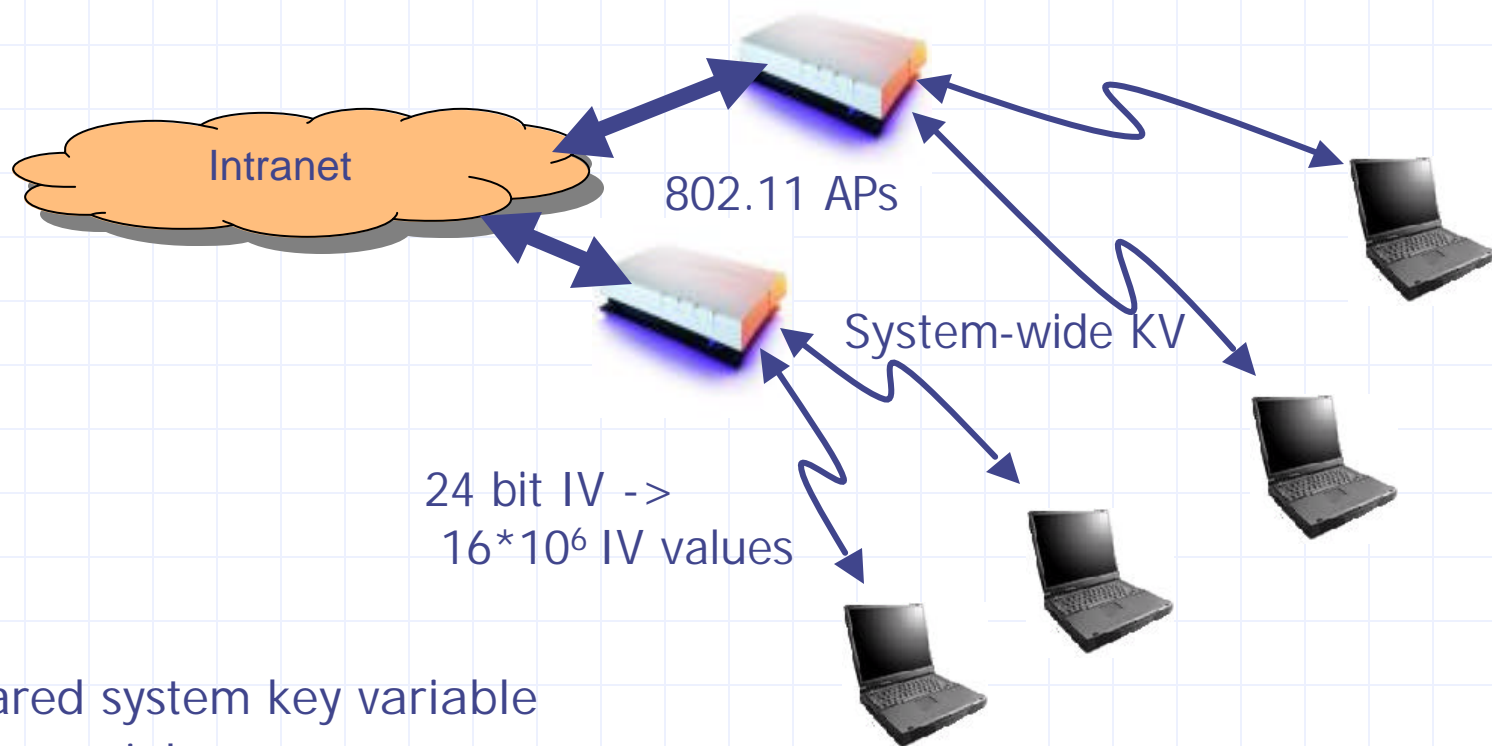 Intranet
802.11 APs
System-wide KV
24 bit IV ->
16*10⁶ IV values
ared system key variable